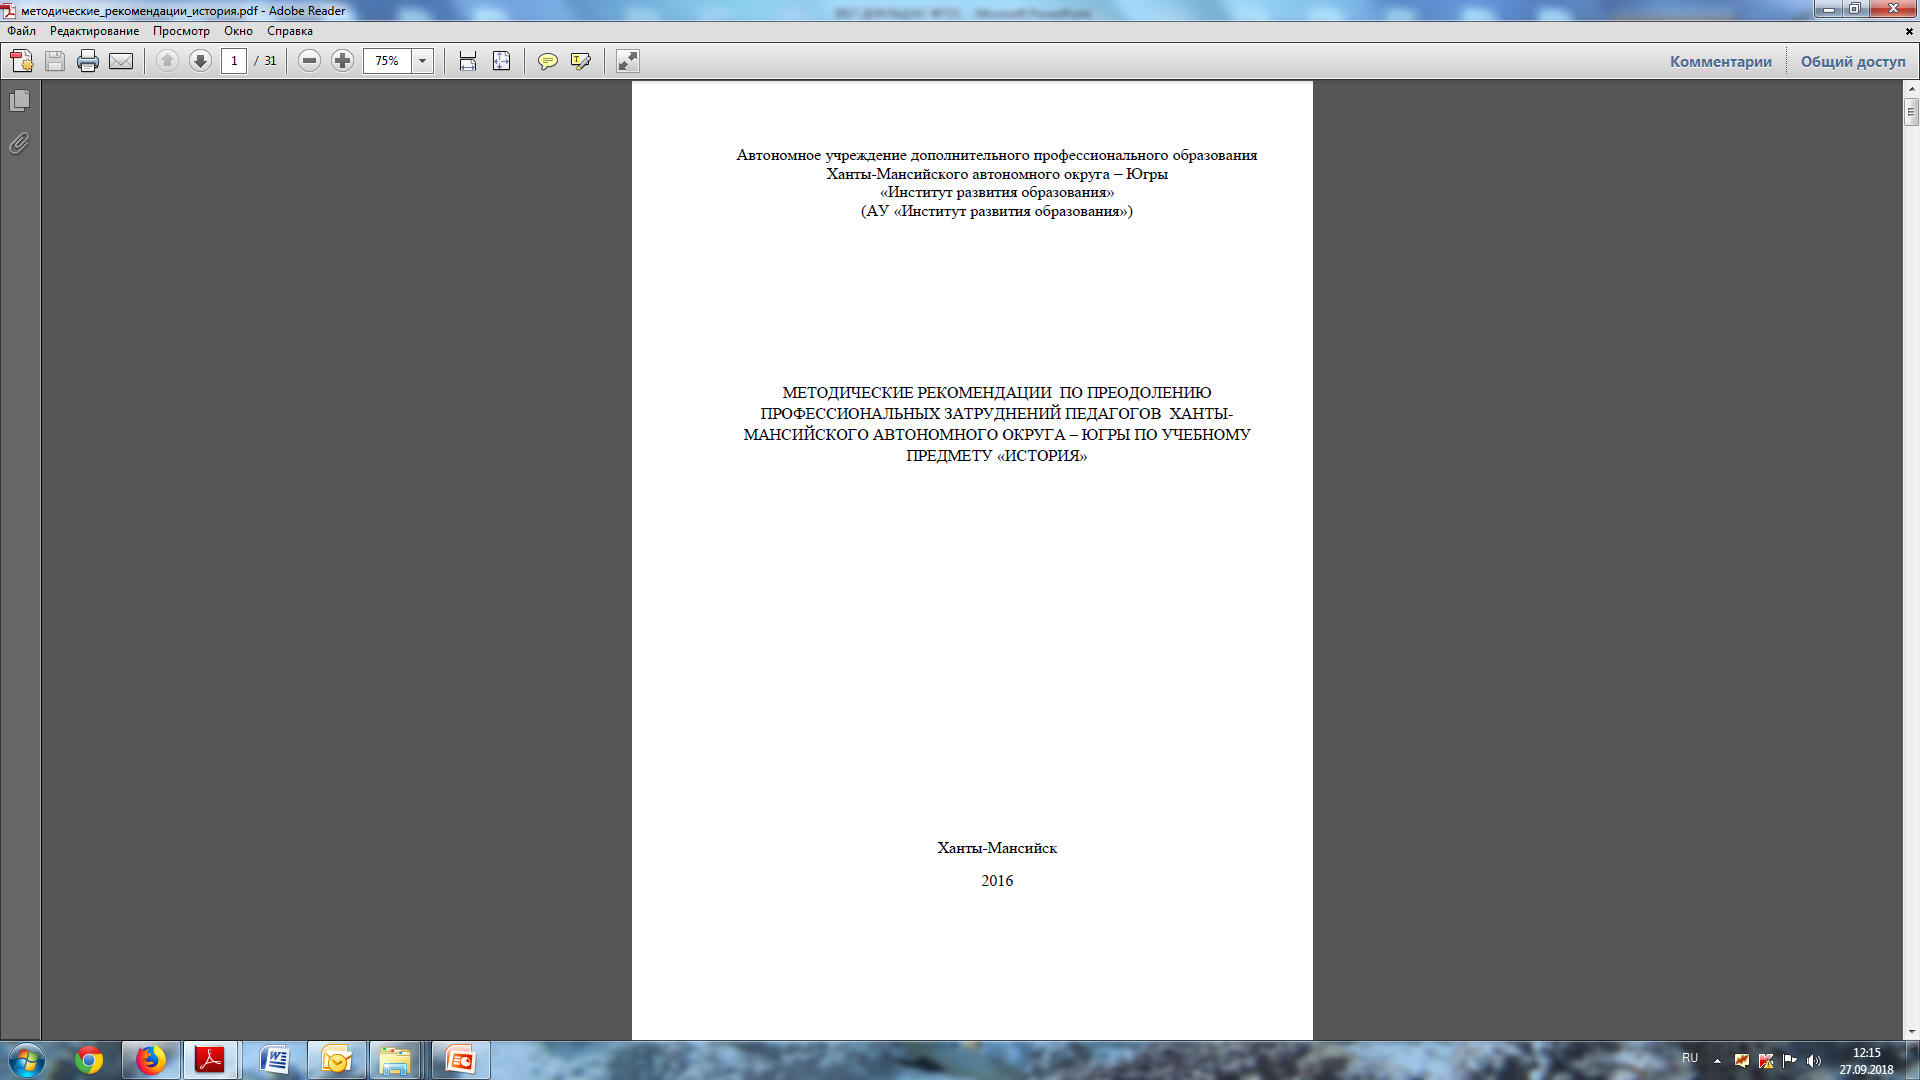 методические_рекомендации_история.pdf - Adobe Reader
Файл Редактирование Просмотр Окно Справка
1 / 31 75% Комментарии Общий доступ
Автономное учреждение дополнительного профессионального образования
Ханты-Мансийского автономного округа – Югры
«Институт развития образования»
(АУ «Институт развития образования»)
МЕТОДИЧЕСКИЕ РЕКОМЕНДАЦИИ ПО ПРЕОДОЛЕНИЮ
ПРОФЕССИОНАЛЬНЫХ ЗАТРУДНЕНИЙ ПЕДАГОГОВ ХАНТЫ-
МАНСИЙСКОГО АВТОНОМНОГО ОКРУГА – ЮГРЫ ПО УЧЕБНОМУ
ПРЕДМЕТУ «ИСТОРИЯ»
Ханты-Мансийск
2016
RU 12:15
27.09.2018